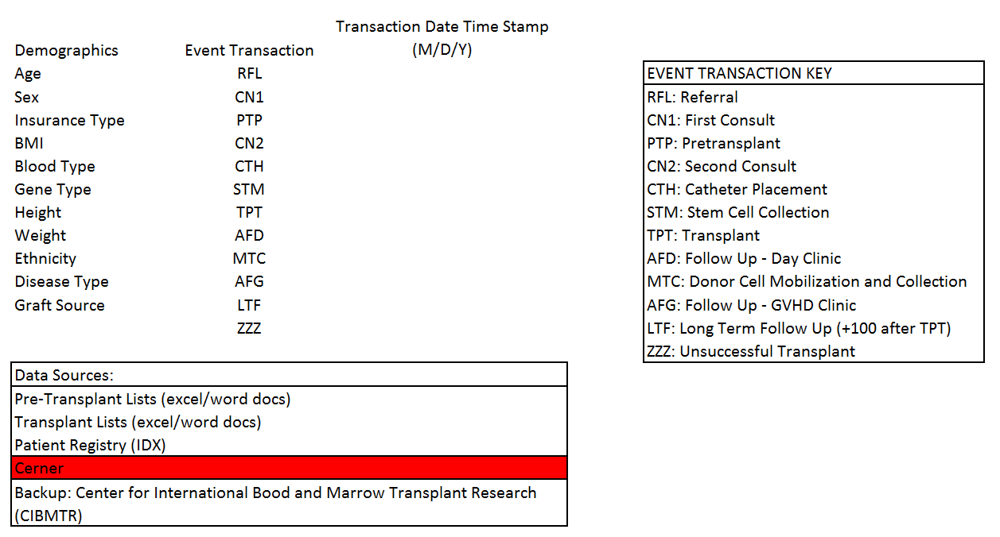 Transaction Date Time Stamp
Demographics Event Transaction (M/D/Y)
Age RFL
Sex CN1
Insurance Type PTP
BMI CN2
Blood Type CTH
Gene Type STM
Height TPT
Weight AFD
Ethnicity MTC
Disease Type AFG
Graft Source LTF
ZZZ
EVENT TRANSACTION KEY
RFL: Referral
CN1: First Consult
PTP: Pretransplant
CN2: Second Consult
CTH: Catheter Placement
STM: Stem Cell Collection
TPT: Transplant
AFD: Follow Up - Day Clinic
MTC: Donor Cell Mobilization and Collection
AFG: Follow Up - GVHD Clinic
LTF: Long Term Follow Up (+100 after TPT)
ZZZ: Unsuccessful Transplant
Data Sources:
Pre-Transplant Lists (excel/word docs)
Transplant Lists (excel/word docs)
Patient Registry (IDX)
Cerner
Backup: Center for International Bood and Marrow Transplant Research
(CIBMTR)